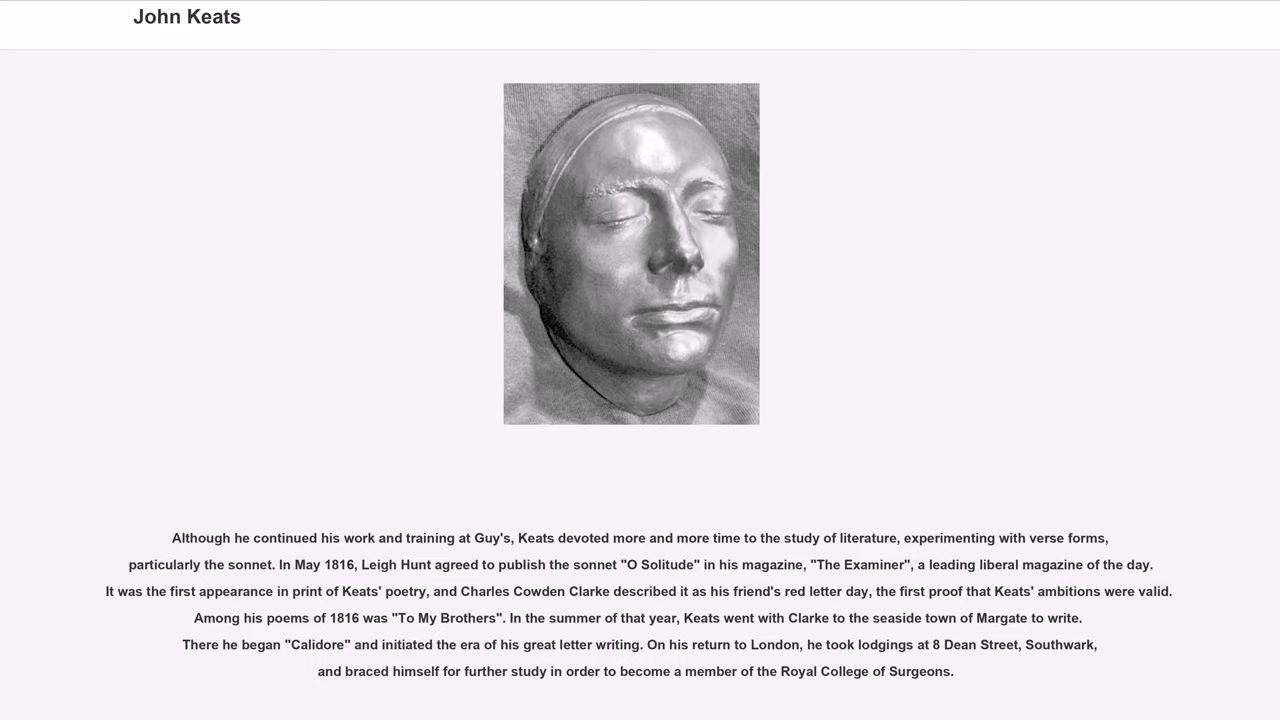 John Keats
Although he continued his work and training at Guy's, Keats devoted more and more time to the study of literature, experimenting with verse forms,
particularly the sonnet. In May 1816, Leigh Hunt agreed to publish the sonnet "O Solitude" in his magazine, "The Examiner", a leading liberal magazine of the day.
It was the first appearance in print of Keats' poetry, and Charles Cowden Clarke described it as his friend's red letter day, the first proof that Keats' ambitions were valid.
Among his poems of 1816 was "To My Brothers". In the summer of that year, Keats went with Clarke to the seaside town of Margate to write.
There he began "Calidore" and initiated the era of his great letter writing. On his return to London, he took lodgings at 8 Dean Street, Southwark,
and braced himself for further study in order to become a member of the Royal College of Surgeons.